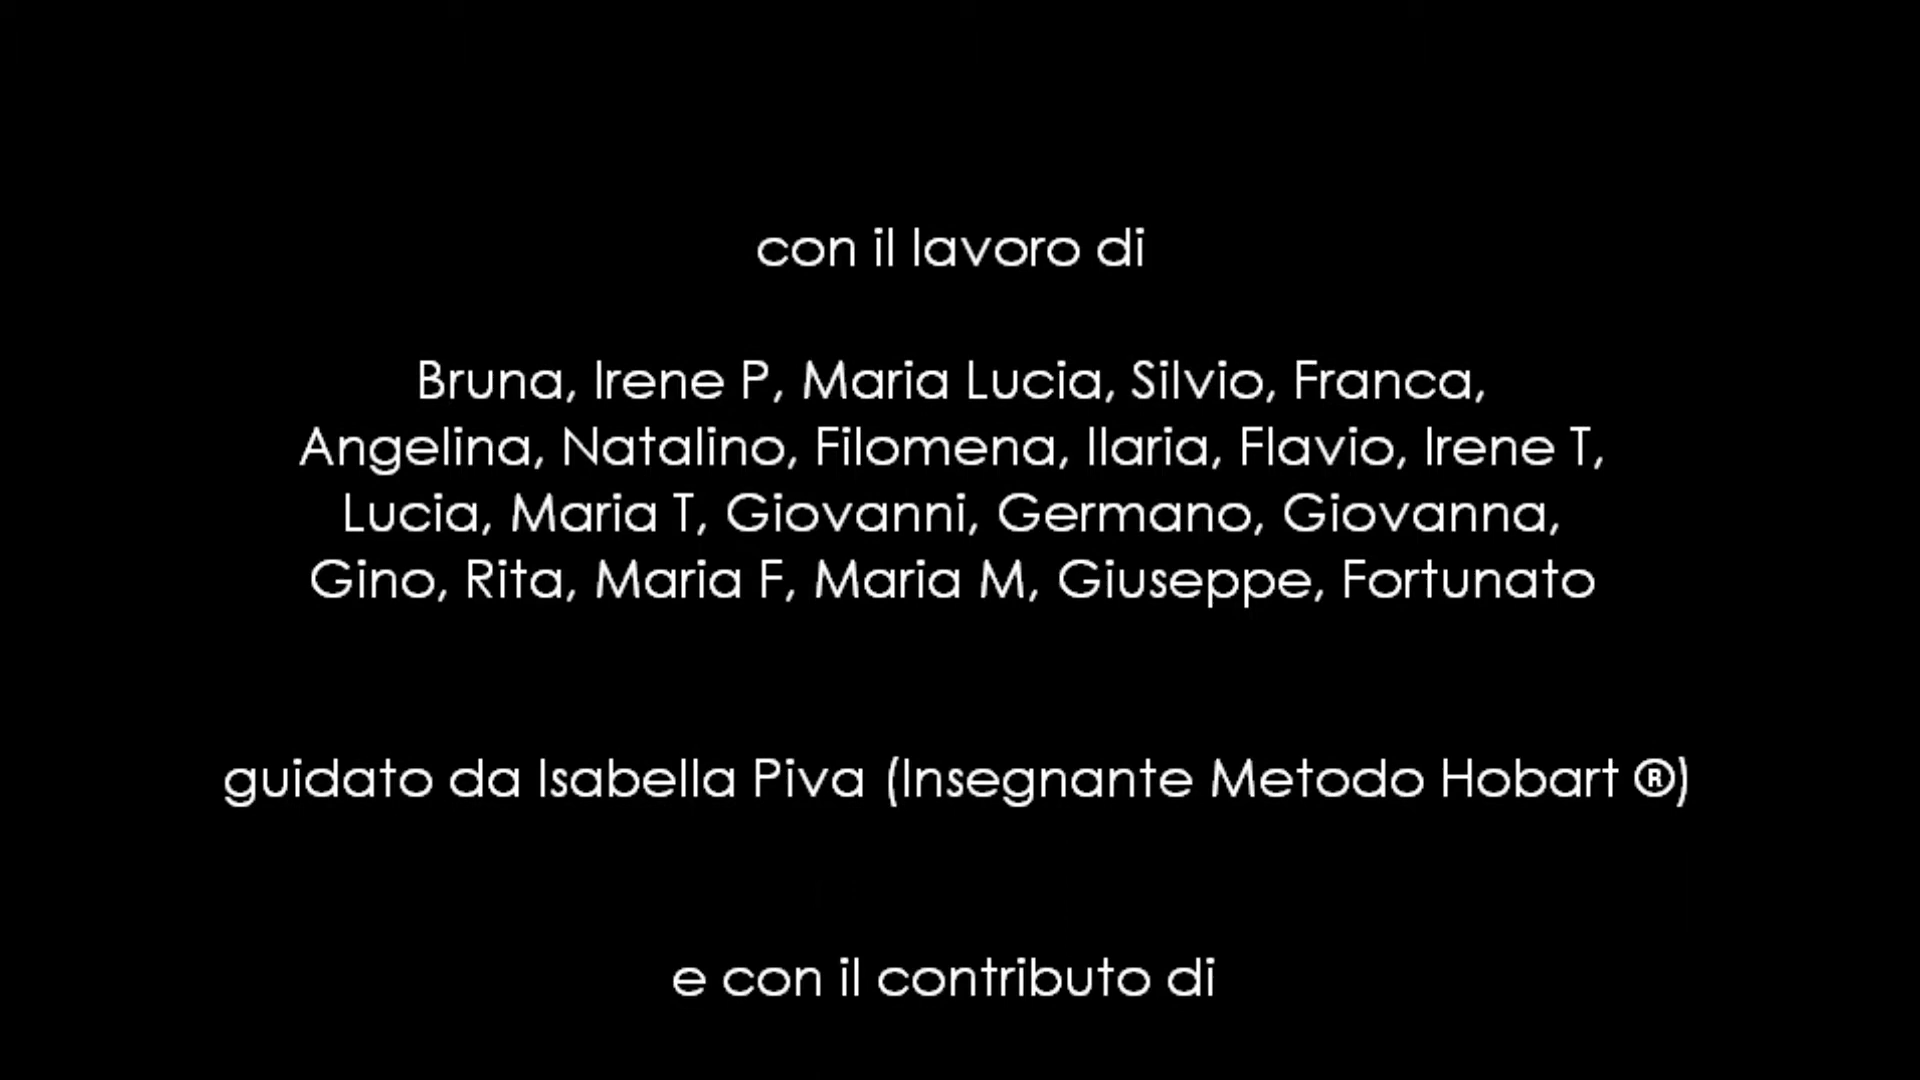 con il lavoro di
Bruna, Irene P, Maria Lucia, Silvio, Franca,
Angelina, Natalino, Filomena, Ilaria, Flavio, Irene T,
Lucia, Maria T, Giovanni, Germano, Giovanna,
Gino, Rita, Maria F, Maria M, Giuseppe, Fortunato
guidato da Isabella Piva (Insegnante Metodo Hobart ®)
e con il contributo di